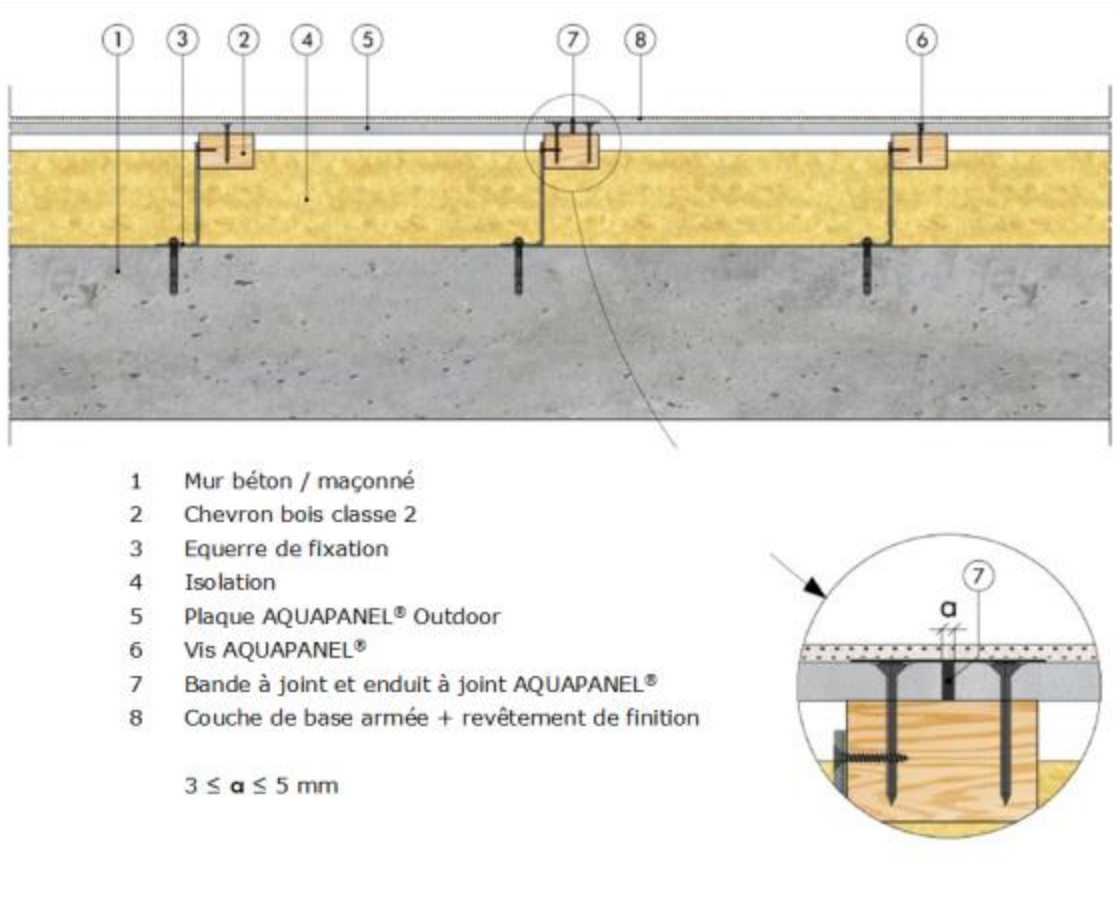 1 3 2 4 5 7 8 6
1 Mur béton / maçonné
2 Chevron bois classe 2
3 Equerre de fixation
4 Isolation
5 Plaque AQUAPANEL® Outdoor
6 Vis AQUAPANEL®
7 Bande à joint et enduit à joint AQUAPANEL®
8 Couche de base armée + revêtement de finition
3 ≤ a ≤ 5 mm
7
a